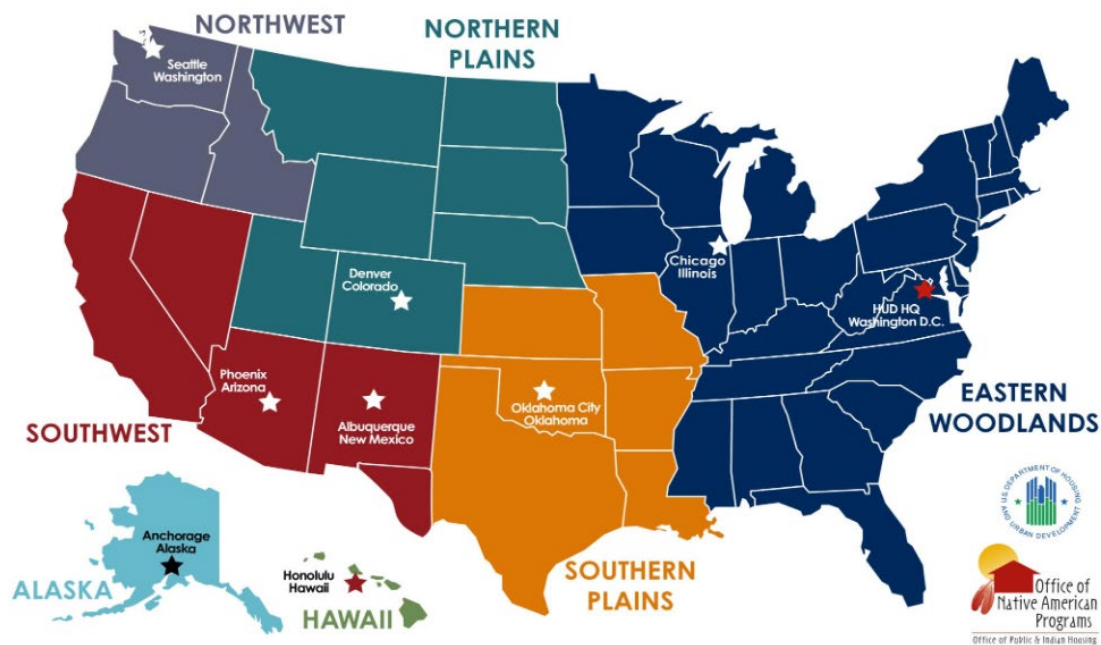 NORTHWEST
NORTHERN
PLAINS
Seattle
Washington
Denver
Colorado
Chicago
Illinois
HUD HQ
Washington D.C.
Phoenix
Arizona
Albuquerque
New Mexico
Oklahoma City
Oklahoma
EASTERN
WOODLANDS
SOUTHWEST
Anchorage
Alaska
ALASKA
Honolulu
Hawaii
HAWAII
SOUTHERN
PLAINS
U.S. DEPARTMENT OF HOUSING
AND URBAN DEVELOPMENT
Office of
Native American
Programs
Office of Public & Indian Housing